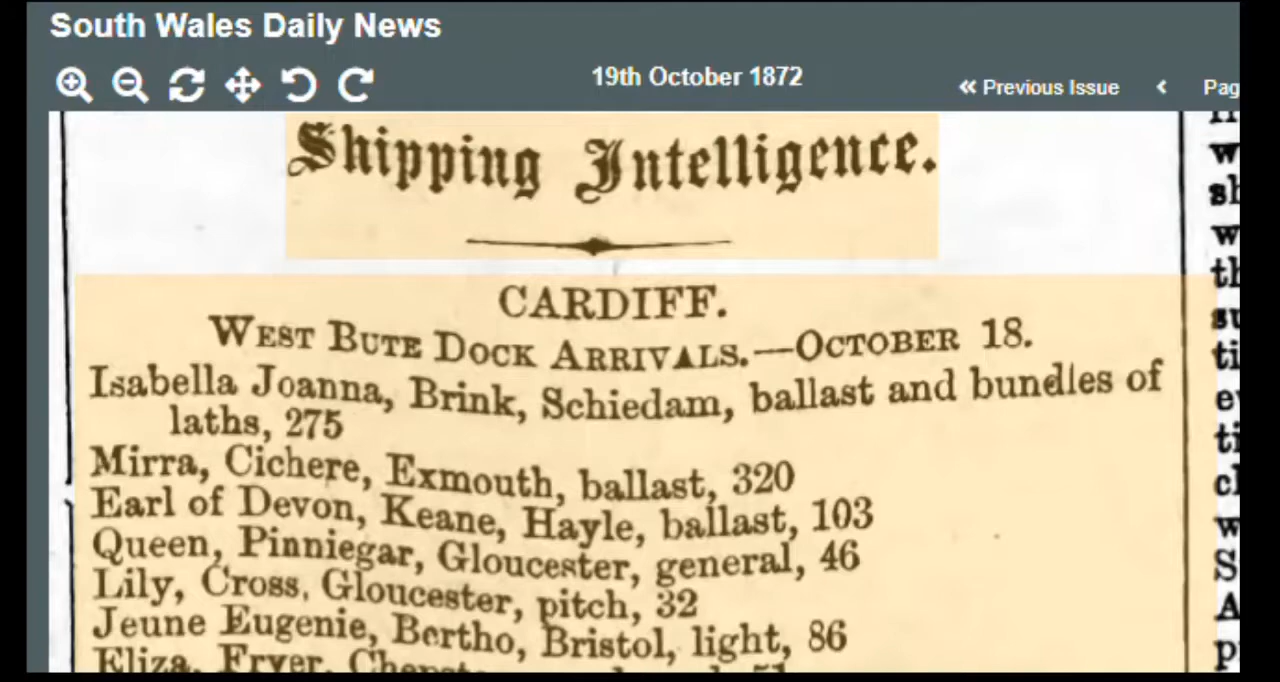 South Wales Daily News
19th October 1872
« Previous Issue
Shipping Intelligence.
CARDIFF.
WEST BUTE DOCK ARRIVALS.—OCTOBER 18.
Isabella Joanna, Brink, Schiedam, ballast and bundles of
laths, 275
Mirra, Cichere, Exmouth, ballast, 320
Earl of Devon, Keane, Hayle, ballast, 103
Queen, Pinniegar, Gloucester, general, 46
Lily, Cross, Gloucester, pitch, 32
Jeune Eugenie, Bertho, Bristol, light, 86
Eliza, Fryer,